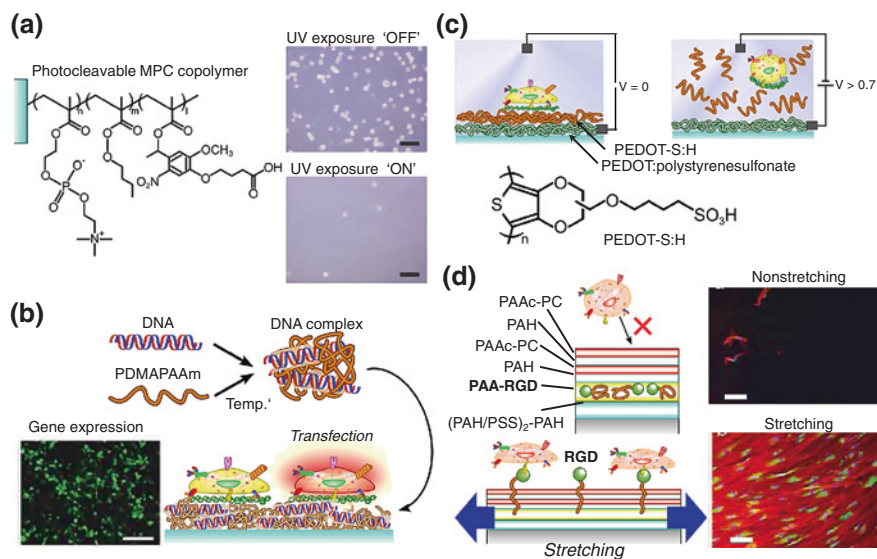 (a)
UV exposure 'OFF'
Photocleavable MPC copolymer
n
m
l
O
O
O
O
O
O
O
O⁻
O
P
O
O
N⁺
O₂N
OCH₃
O
O
OH
UV exposure 'ON'
(b)
DNA
DNA complex
PDMAPAAm
Temp.'
Gene expression
Transfection
(c)
V = 0
V > 0.7
PEDOT-S:H
PEDOT:polystyrenesulfonate
S
O
O
O
SO₃H
n
PEDOT-S:H
(d)
Nonstretching
PAAc-PC
PAH
PAAc-PC
PAH
PAA-RGD
(PAH/PSS)₂-PAH
RGD
Stretching
Stretching